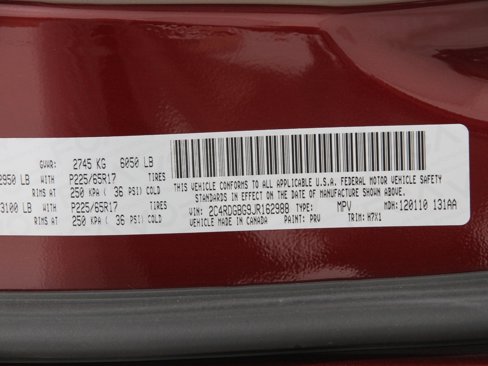 GVWR: 2745 KG 6050 LB
2950 LB WITH P225/65R17 TIRES
RIMS AT 250 KPA ( 36 PSI) COLD
3100 LB WITH P225/65R17 TIRES
RIMS AT 250 KPA ( 36 PSI) COLD
THIS VEHICLE CONFORMS TO ALL APPLICABLE U.S.A. FEDERAL MOTOR VEHICLE SAFETY
STANDARDS IN EFFECT ON THE DATE OF MANUFACTURE SHOWN ABOVE.
VIN: 2C4RDGBG9JR162988 TYPE: MPV MDH: 120110 131AA
VEHICLE MADE IN CANADA PAINT: PRV TRIM: H7X1